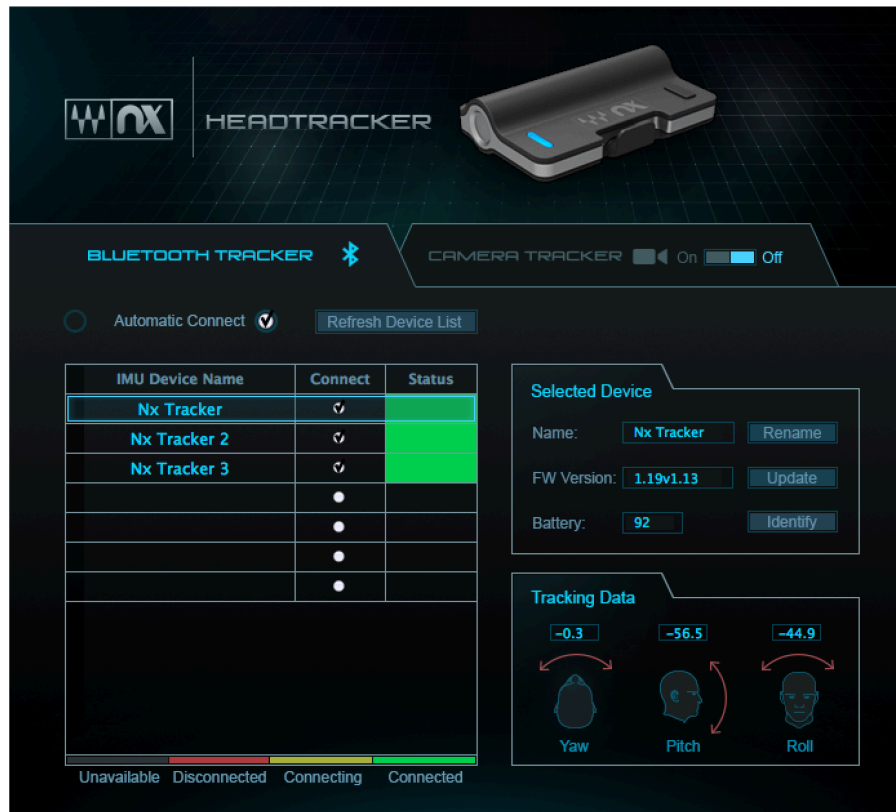 nx HEADTRACKER
nx
BLUETOOTH TRACKER
CAMERA TRACKER On Off
Automatic Connect Refresh Device List
IMU Device Name Connect Status
Nx Tracker
Nx Tracker 2
Nx Tracker 3
Unavailable Disconnected Connecting Connected
Selected Device
Name: Nx Tracker Rename
FW Version: 1.19v1.13 Update
Battery: 92 Identify
Tracking Data
-0.3 -56.5 -44.9
Yaw Pitch Roll